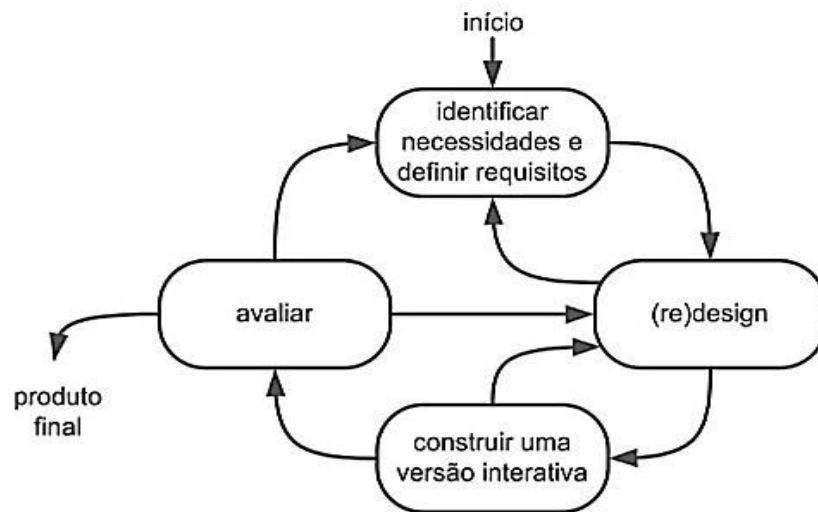 início
identificar
necessidades e
definir requisitos
avaliar
(re)design
produto
final
construir uma
versão interativa